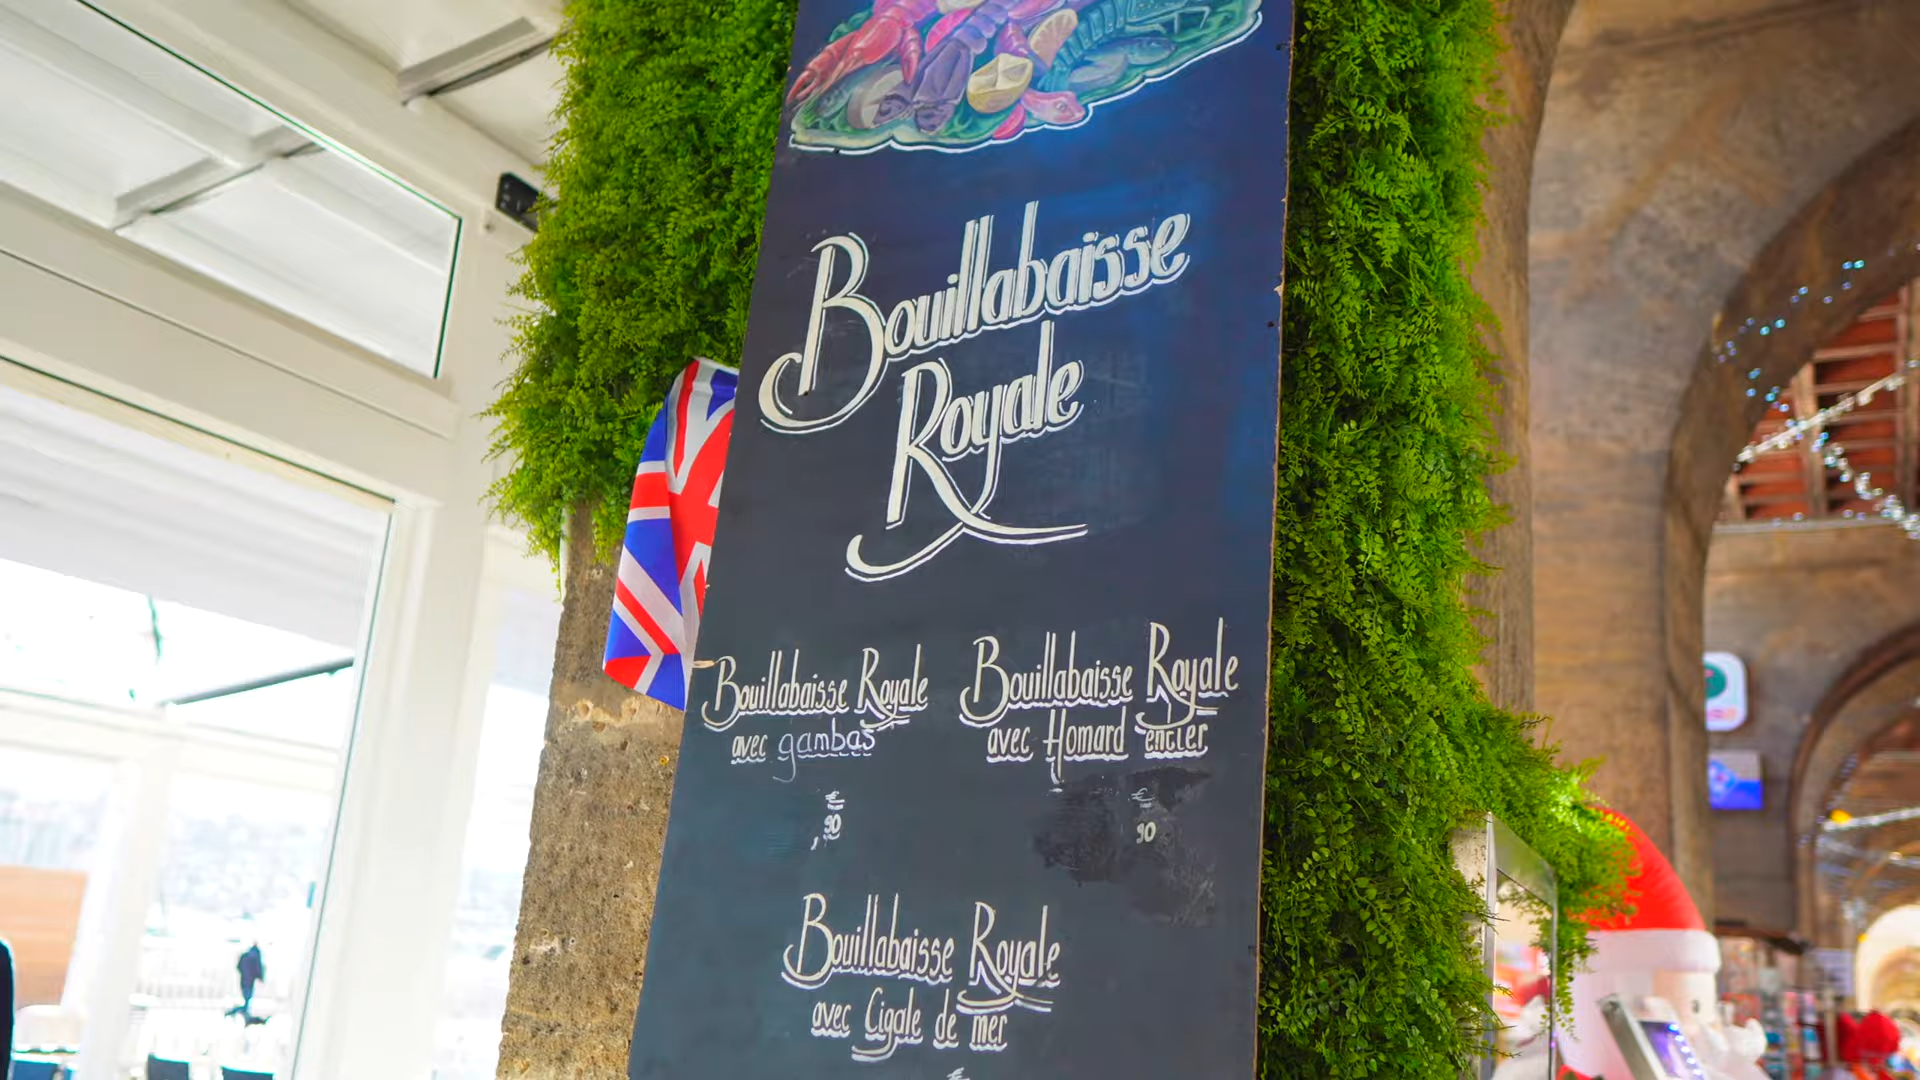 Bouillabaisse
Royale
Bouillabaisse Royale
avec gambas
€
,90
Bouillabaisse Royale
avec Homard entier
€
90
Bouillabaisse Royale
avec Cigale de mer
€